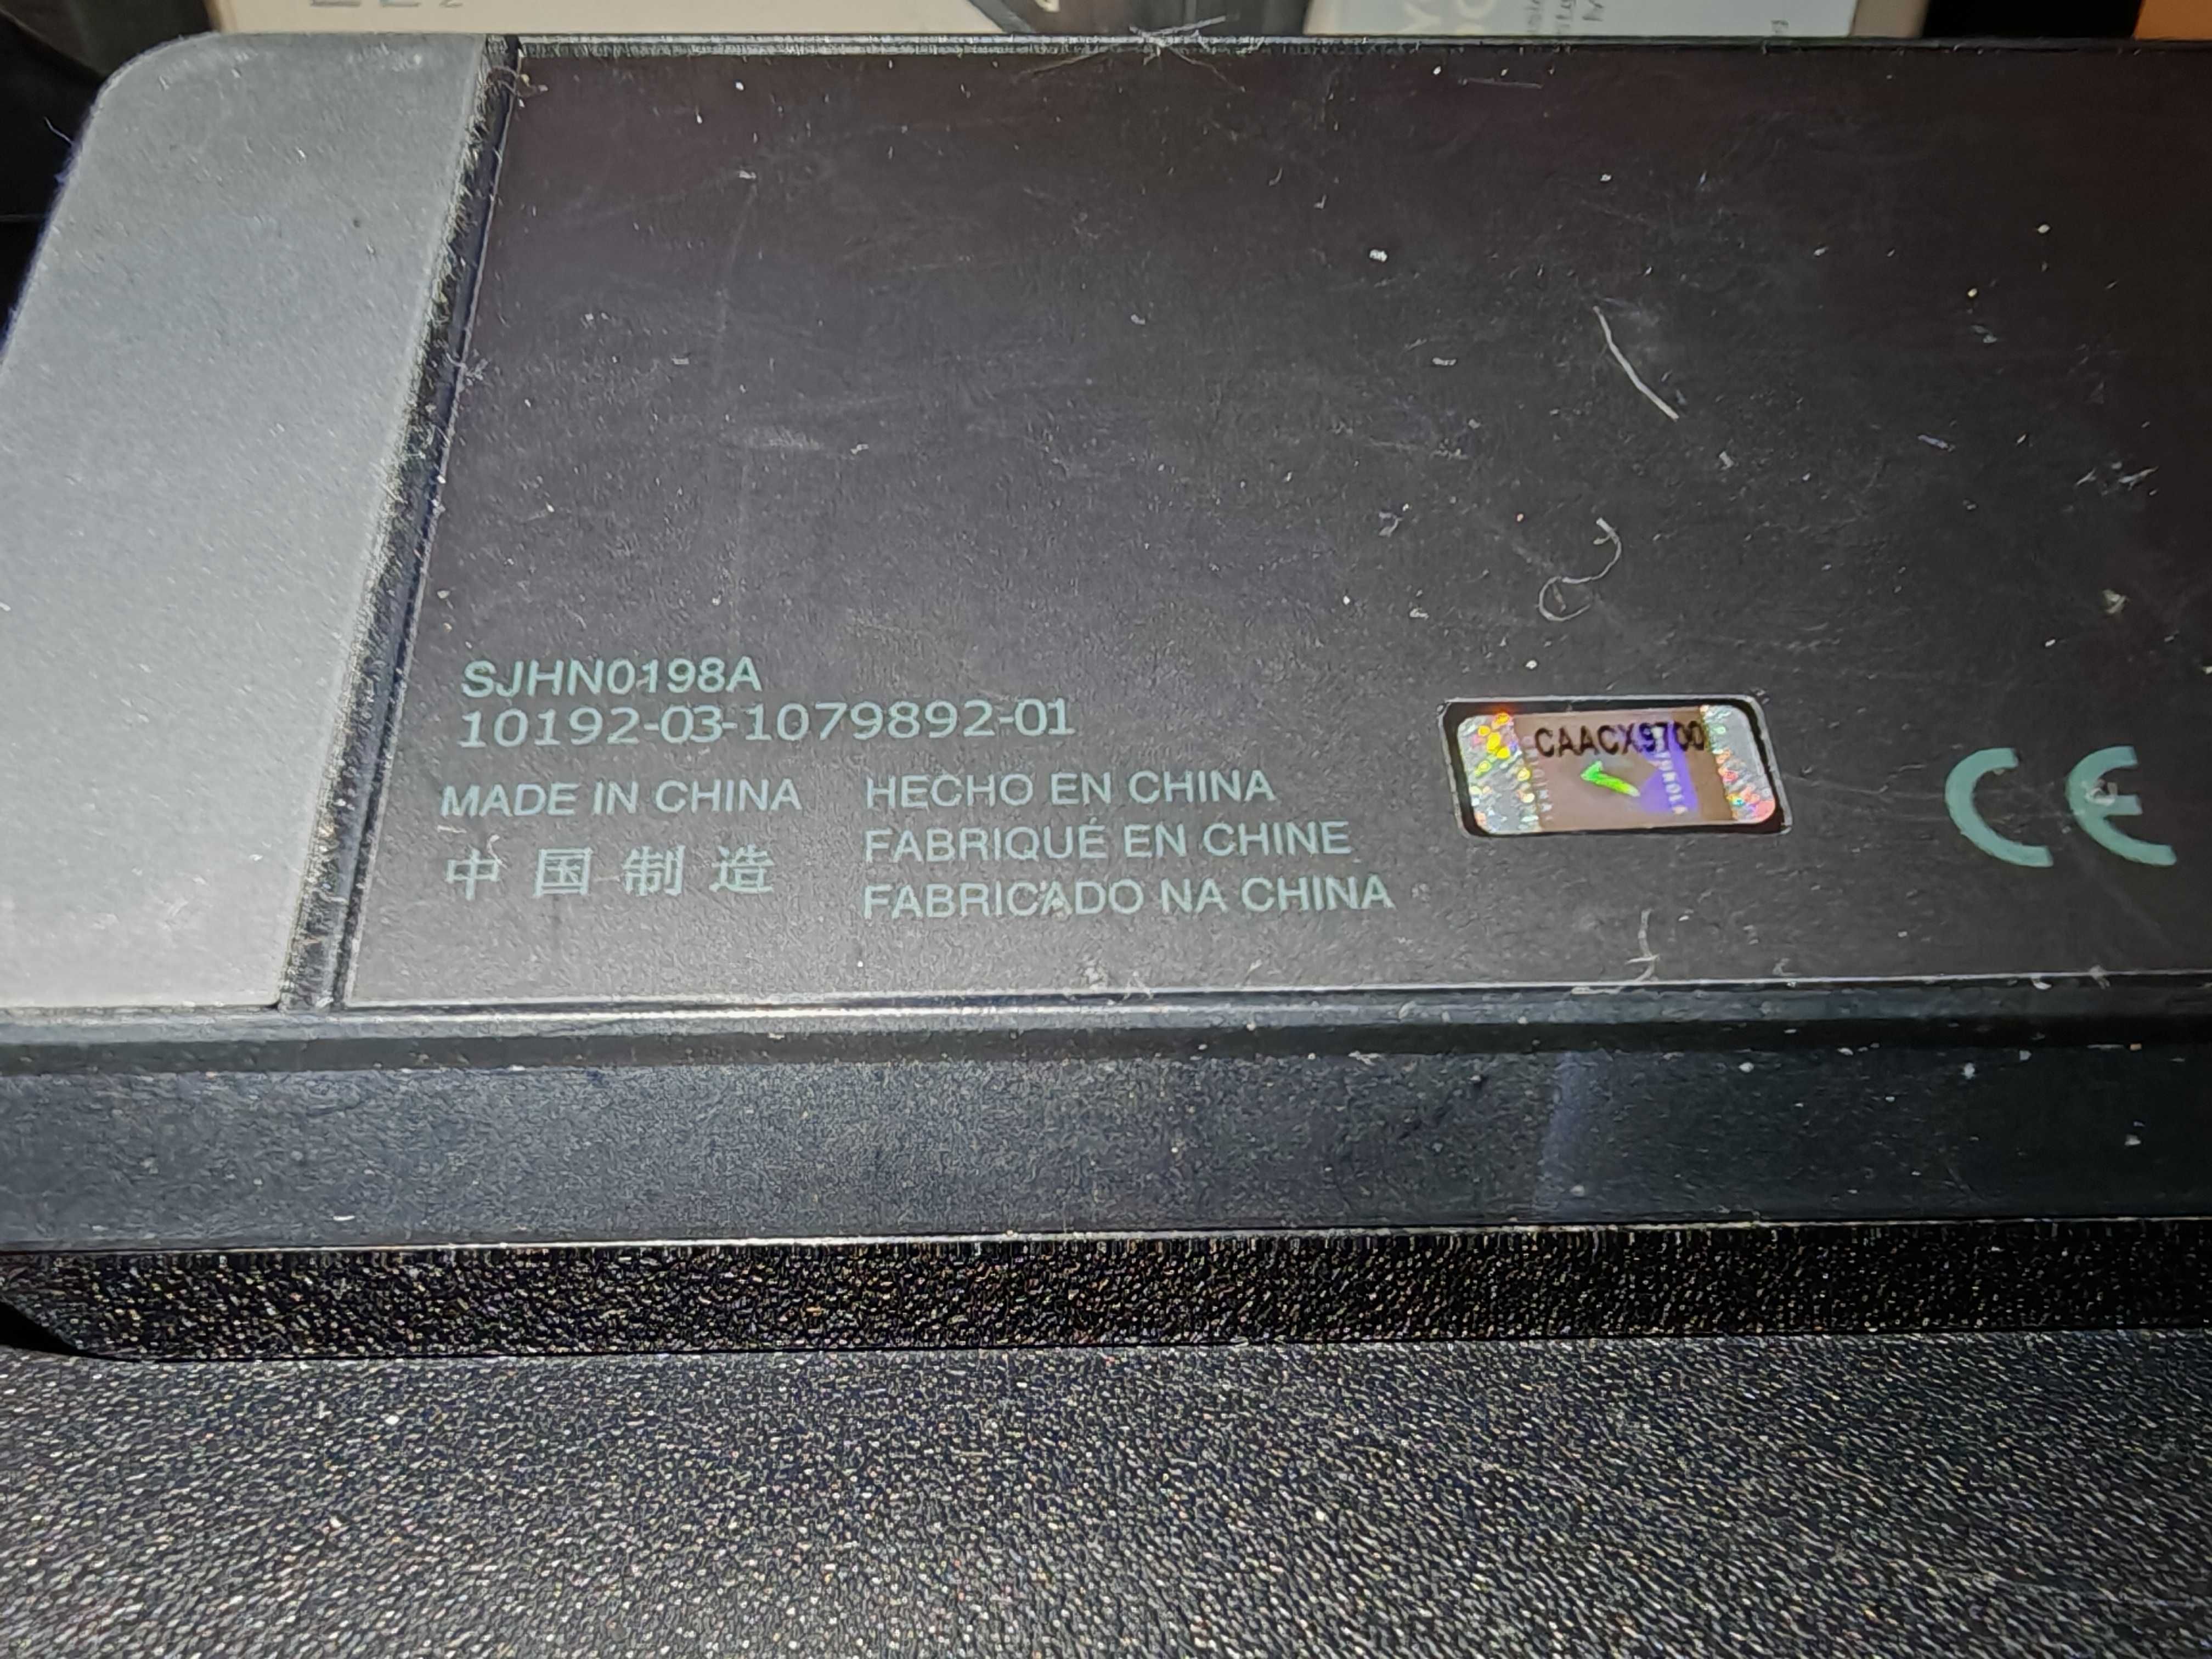 SJHN0198A
10192-03-1079892-01
MADE IN CHINA
中国制造
HECHO EN CHINA
FABRIQUÉ EN CHINE
FABRICADO NA CHINA
CAACX9700
CE